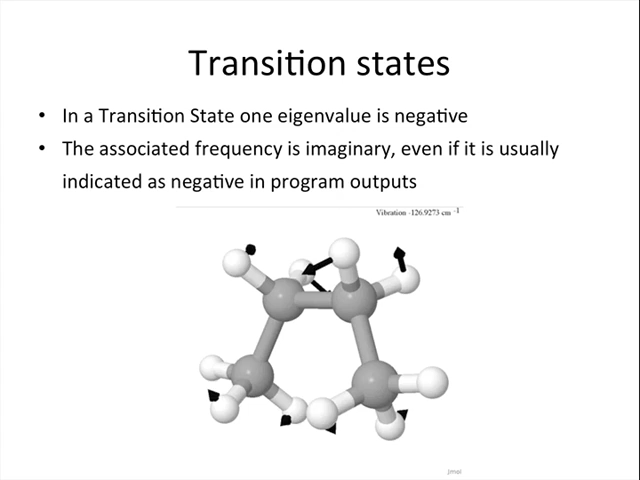 Transition states
• In a Transition State one eigenvalue is negative
• The associated frequency is imaginary, even if it is usually
indicated as negative in program outputs
Vibration -126.9273 cm -1
Jmol